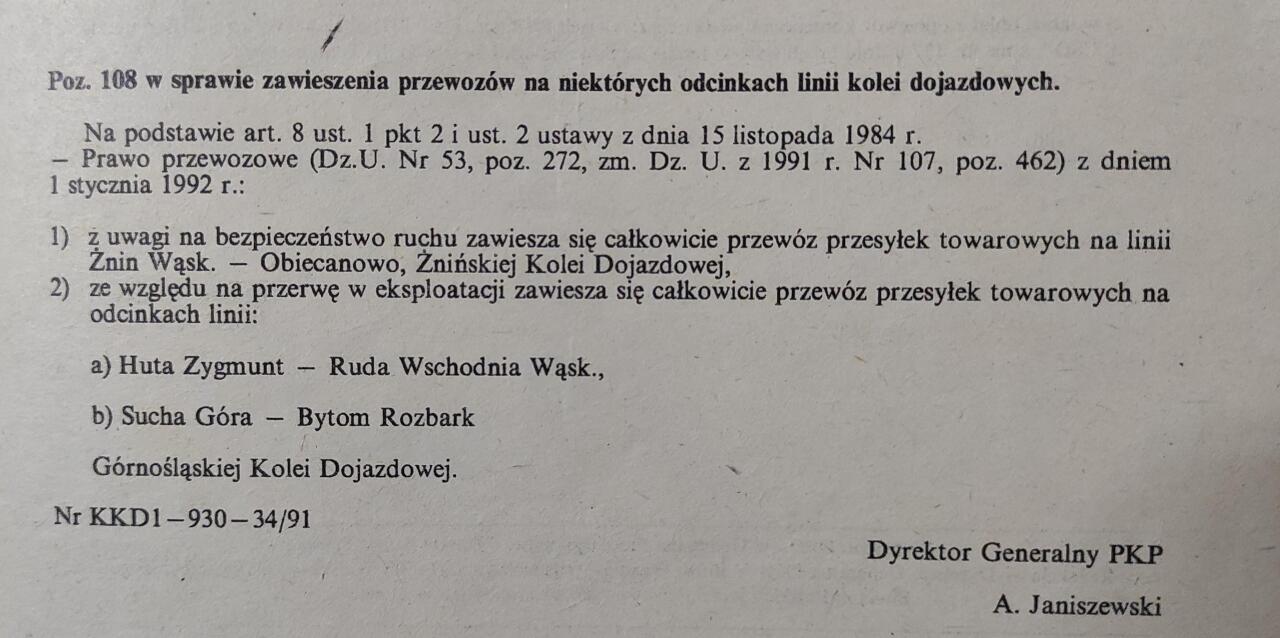 Poz. 108 w sprawie zawieszenia przewozów na niektórych odcinkach linii kolei dojazdowych.
Na podstawie art. 8 ust. 1 pkt 2 i ust. 2 ustawy z dnia 15 listopada 1984 r.
— Prawo przewozowe (Dz.U. Nr 53, poz. 272, zm. Dz. U. z 1991 r. Nr 107, poz. 462) z dniem
1 stycznia 1992 r.:
1) z uwagi na bezpieczeństwo ruchu zawiesza się całkowicie przewóz przesyłek towarowych na linii
Żnin Wąsk. — Obiecanowo, Żnińskiej Kolei Dojazdowej,
2) ze względu na przerwę w eksploatacji zawiesza się całkowicie przewóz przesyłek towarowych na
odcinkach linii:
a) Huta Zygmunt — Ruda Wschodnia Wąsk.,
b) Sucha Góra — Bytom Rozbark
Górnośląskiej Kolei Dojazdowej.
Nr KKD1—930—34/91
Dyrektor Generalny PKP
A. Janiszewski